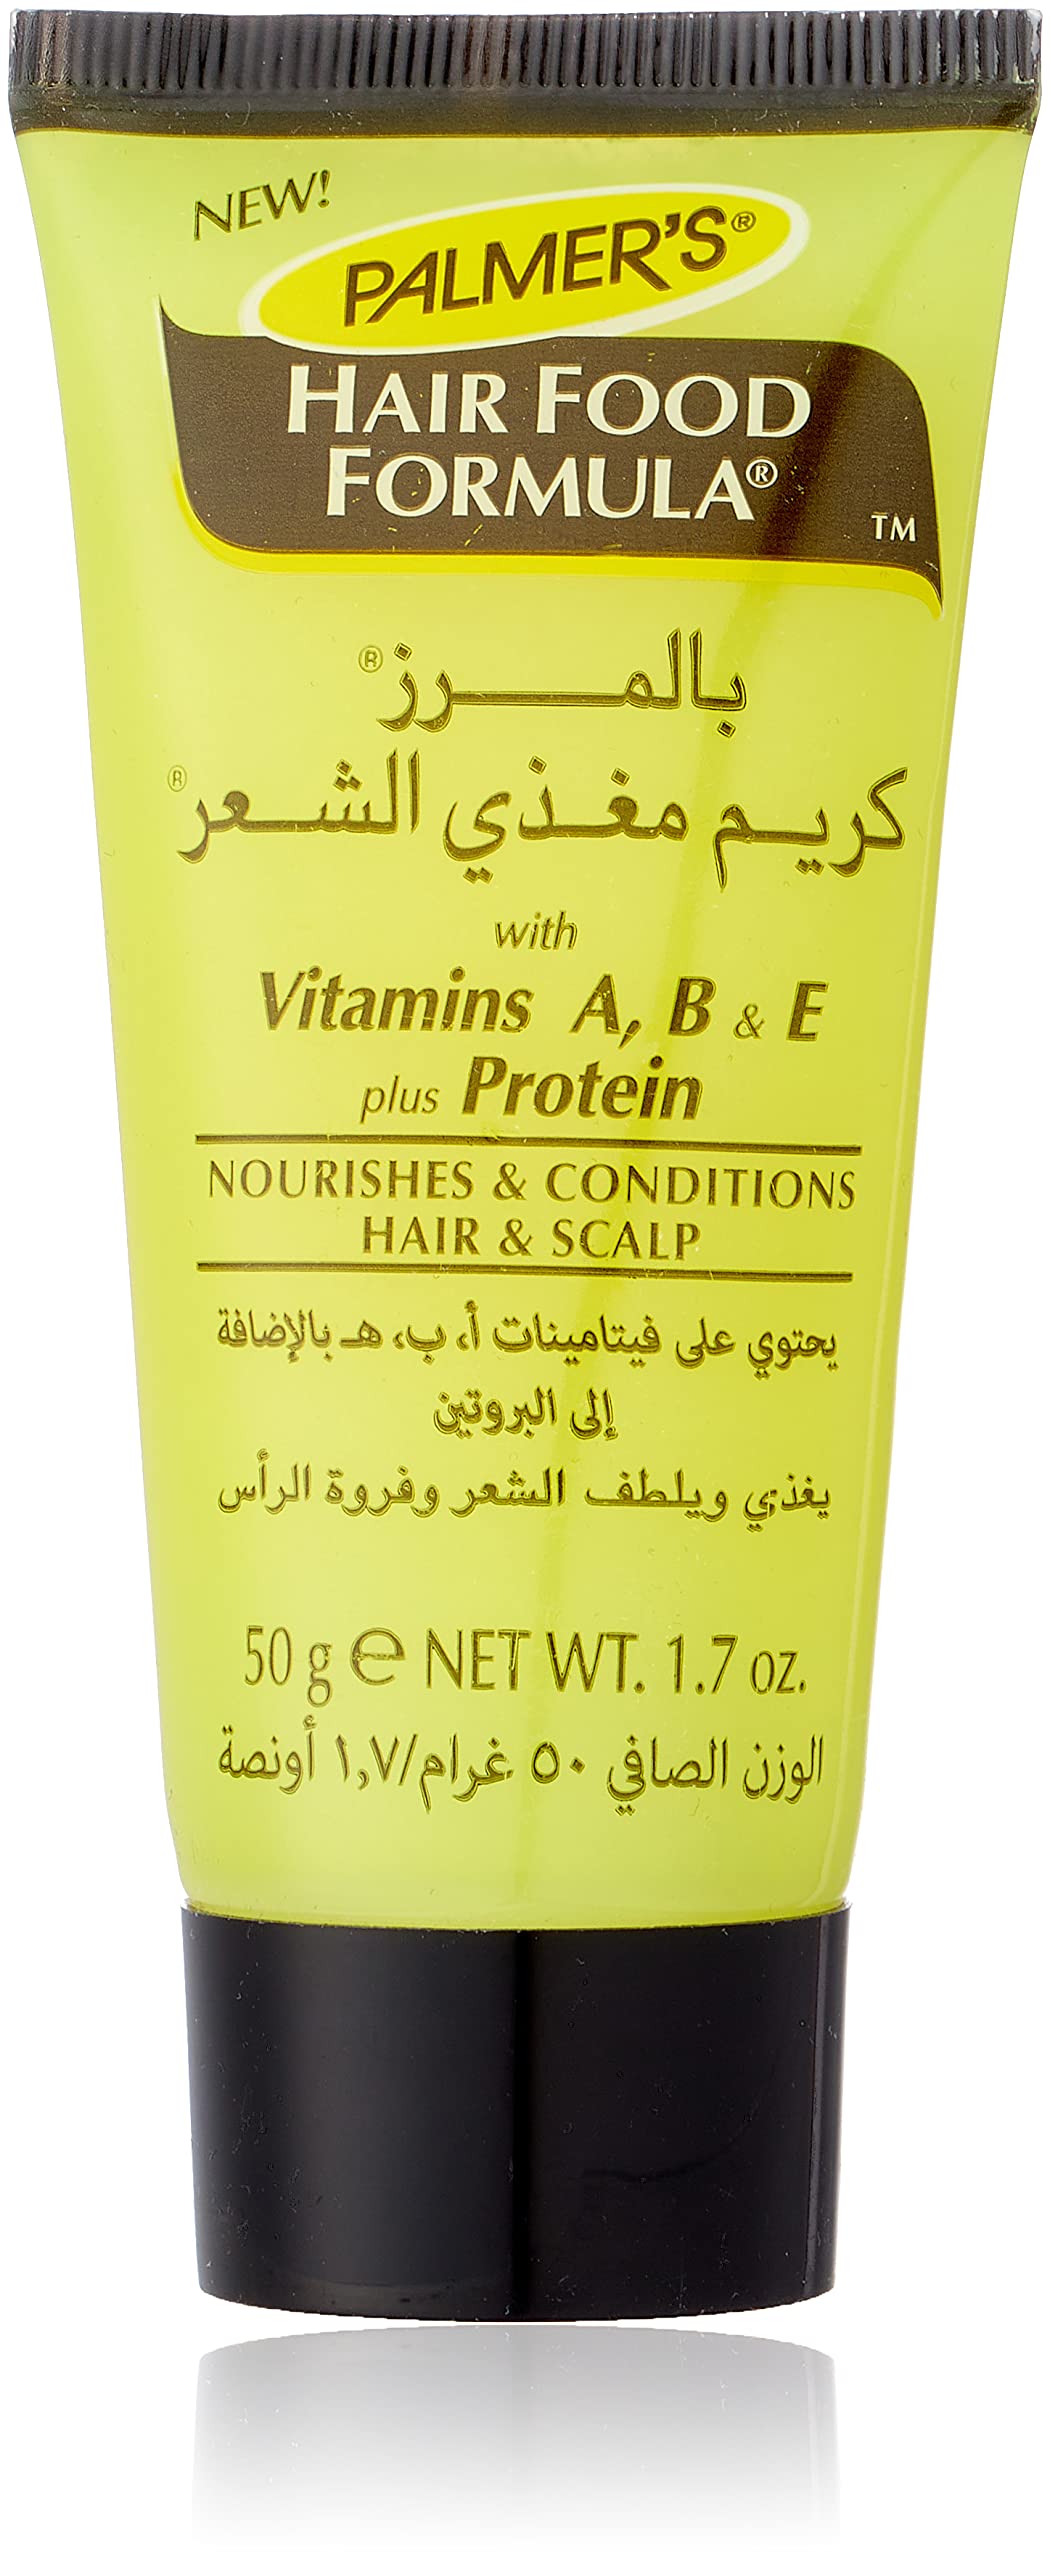 NEW!
PALMER'S®
HAIR FOOD
FORMULA®
TM
بالمرز®
كريم مغذي الشعر®
with
Vitamins A, B & E
plus Protein
NOURISHES & CONDITIONS
HAIR & SCALP
يحتوي على فيتامينات أ، ب، هـ بالإضافة
إلى البروتين
يغذي ويلطف الشعر وفروة الرأس
50 g ℮ NET WT. 1.7 oz.
الوزن الصافي ٥٠ غرام/١,٧ أونصة